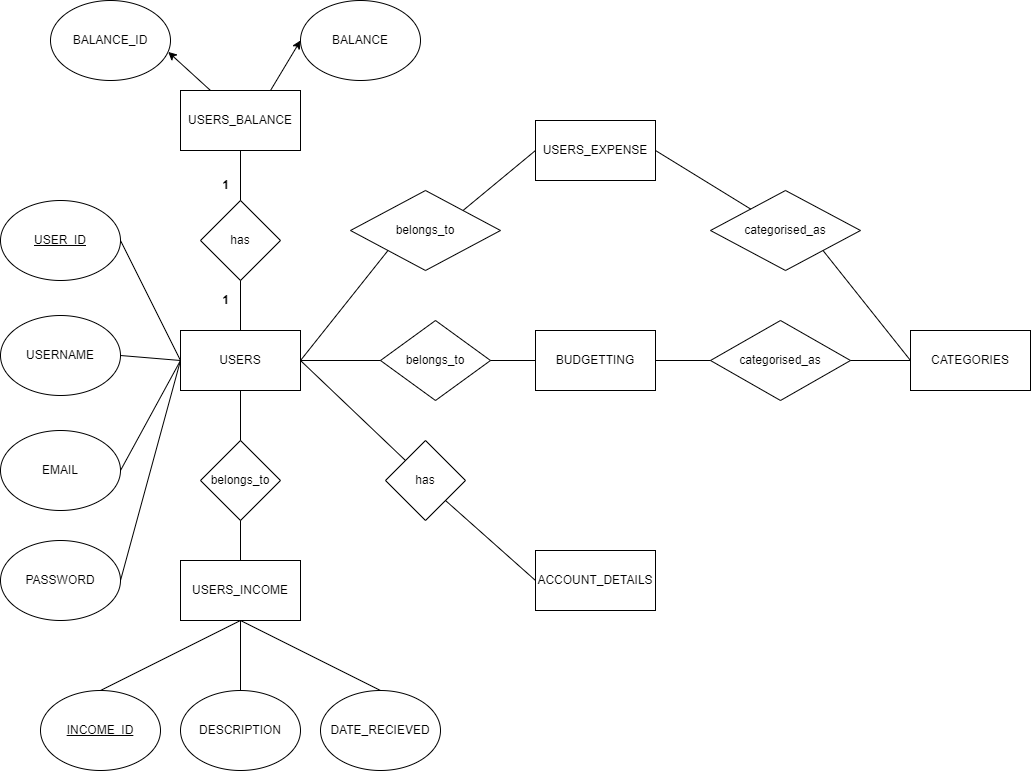 BALANCE_ID
BALANCE
USERS_BALANCE
USERS_EXPENSE
1
USER_ID
has
belongs_to
categorised_as
1
USERNAME
USERS
belongs_to
BUDGETTING
categorised_as
CATEGORIES
EMAIL
belongs_to
has
PASSWORD
USERS_INCOME
ACCOUNT_DETAILS
INCOME_ID
DESCRIPTION
DATE_RECIEVED